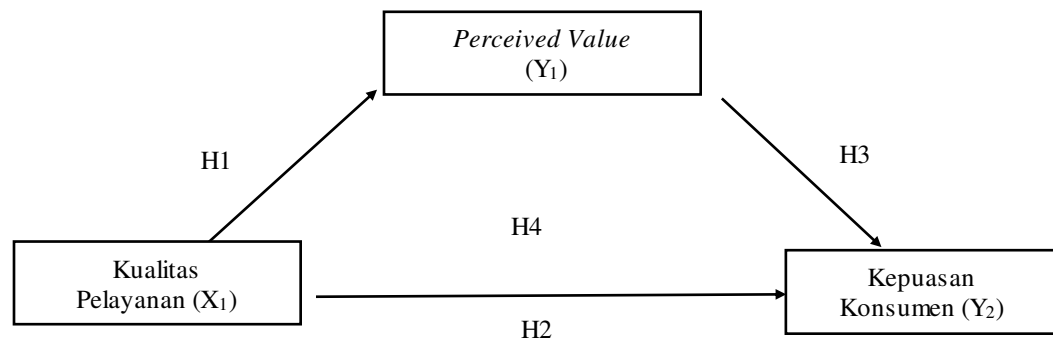 Perceived Value
(Y₁)
H1
H3
H4
Kualitas
Pelayanan (X₁)
Kepuasan
Konsumen (Y₂)
H2